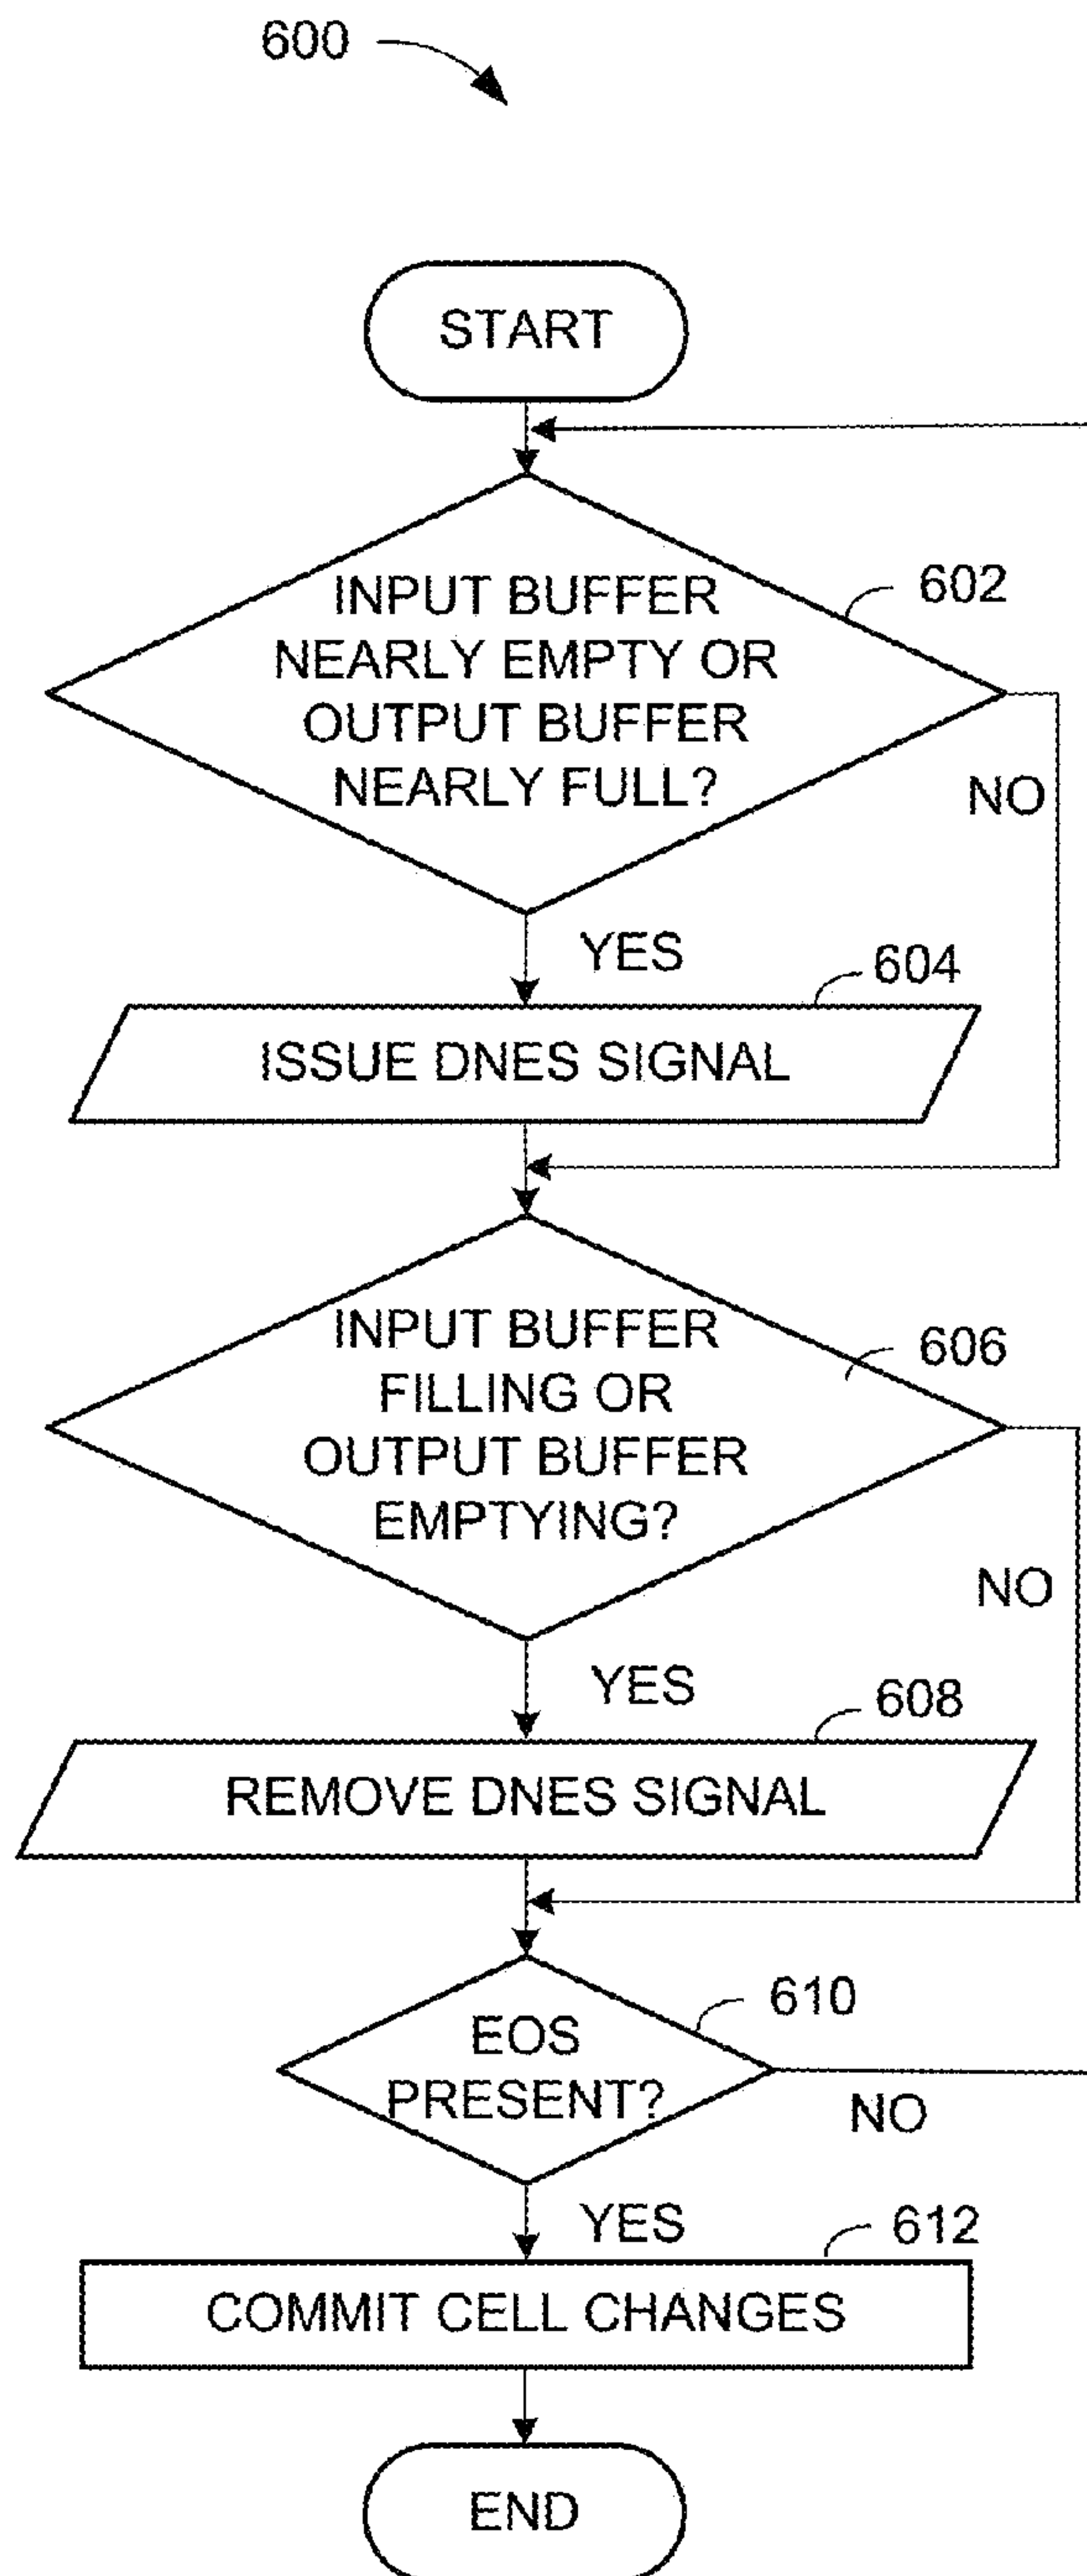 600
START
INPUT BUFFER
NEARLY EMPTY OR
OUTPUT BUFFER
NEARLY FULL?
602
NO
YES
604
ISSUE DNES SIGNAL
INPUT BUFFER
FILLING OR
OUTPUT BUFFER
EMPTYING?
606
NO
YES
608
REMOVE DNES SIGNAL
EOS
PRESENT?
610
NO
YES
612
COMMIT CELL CHANGES
END